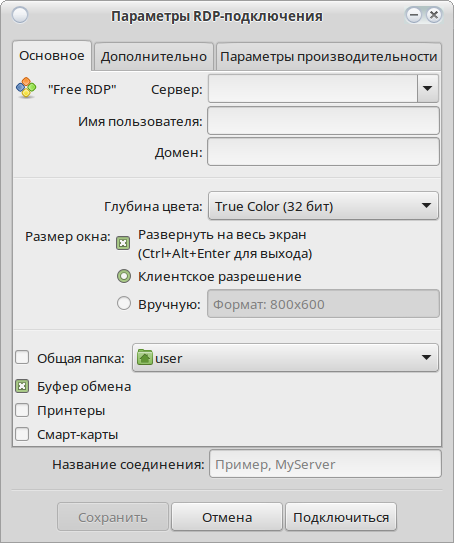 Параметры RDP-подключения
Основное Дополнительно Параметры производительности
"Free RDP" Сервер:
Имя пользователя:
Домен:
Глубина цвета: True Color (32 бит)
Размер окна: Развернуть на весь экран
(Ctrl+Alt+Enter для выхода)
Клиентское разрешение
Вручную: Формат: 800x600
Общая папка: user
Буфер обмена
Принтеры
Смарт-карты
Название соединения: Пример, MyServer
Сохранить Отмена Подключиться